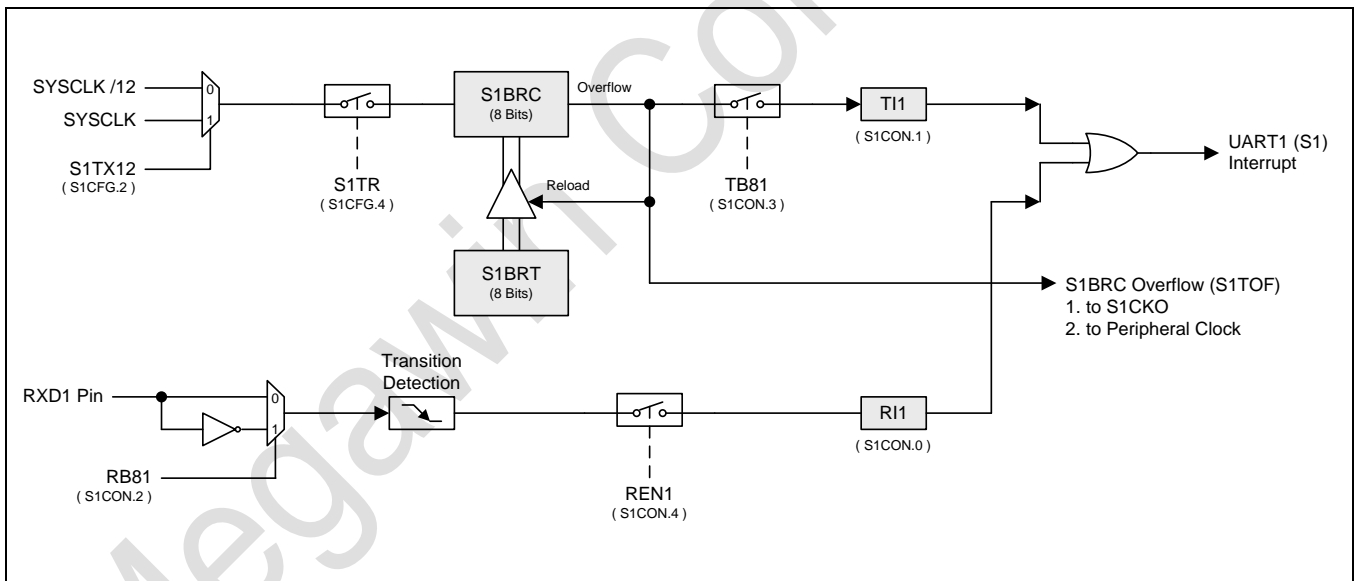 SYSCLK /12
SYSCLK
S1TX12
( S1CFG.2 )
0
1
S1TR
( S1CFG.4 )
S1BRC
(8 Bits)
Overflow
Reload
S1BRT
(8 Bits)
TB81
( S1CON.3 )
TI1
( S1CON.1 )
UART1 (S1)
Interrupt
S1BRC Overflow (S1TOF)
1. to S1CKO
2. to Peripheral Clock
RXD1 Pin
0
1
RB81
( S1CON.2 )
Transition
Detection
REN1
( S1CON.4 )
RI1
( S1CON.0 )
Megawin Co